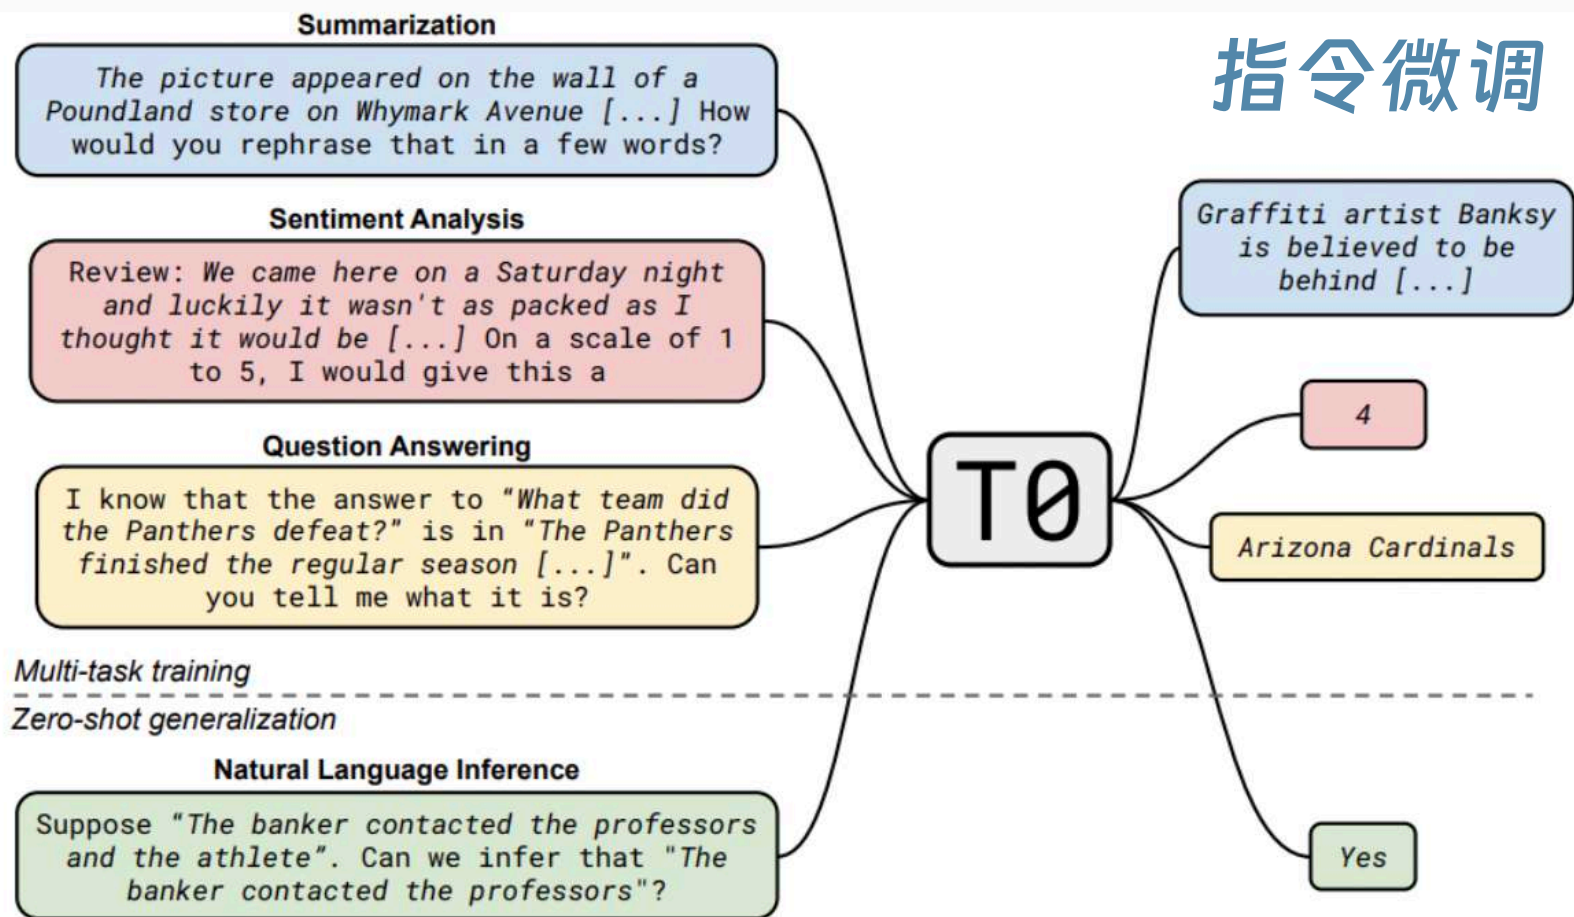 指令微调
Summarization
The picture appeared on the wall of a
Poundland store on Whymark Avenue [...] How
would you rephrase that in a few words?
Sentiment Analysis
Review: We came here on a Saturday night
and luckily it wasn't as packed as I
thought it would be [...] On a scale of 1
to 5, I would give this a
Question Answering
I know that the answer to “What team did
the Panthers defeat?” is in “The Panthers
finished the regular season [...]”. Can
you tell me what it is?
Multi-task training
Zero-shot generalization
Natural Language Inference
Suppose “The banker contacted the professors
and the athlete”. Can we infer that "The
banker contacted the professors"?
T0
Graffiti artist Banksy
is believed to be
behind [...]
4
Arizona Cardinals
Yes